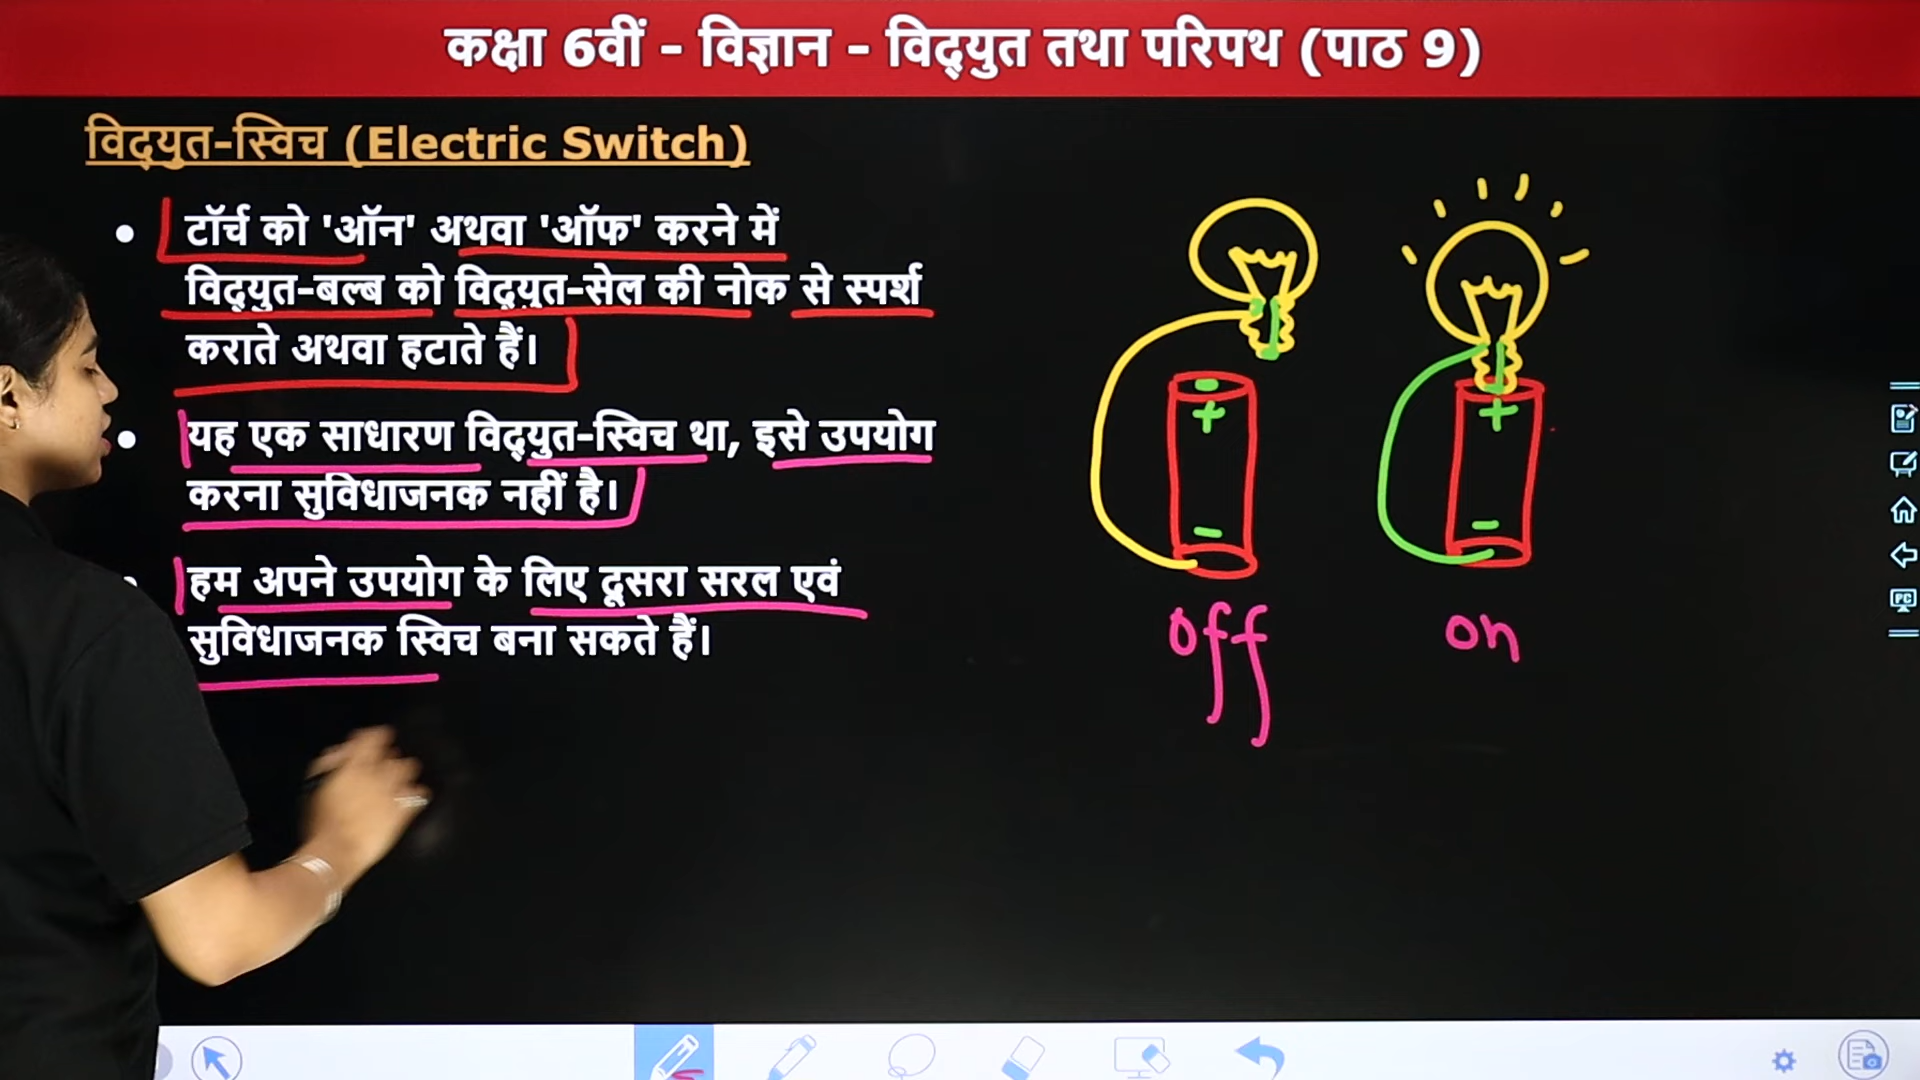 कक्षा 6वीं - विज्ञान - विद्युत तथा परिपथ (पाठ 9)
विद्युत-स्विच (Electric Switch)
• टॉर्च को 'ऑन' अथवा 'ऑफ' करने में
विद्युत-बल्ब को विद्युत-सेल की नोक से स्पर्श
कराते अथवा हटाते हैं।
• यह एक साधारण विद्युत-स्विच था, इसे उपयोग
करना सुविधाजनक नहीं है।
• हम अपने उपयोग के लिए दूसरा सरल एवं
सुविधाजनक स्विच बना सकते हैं।
- -
+ +
- -
off on